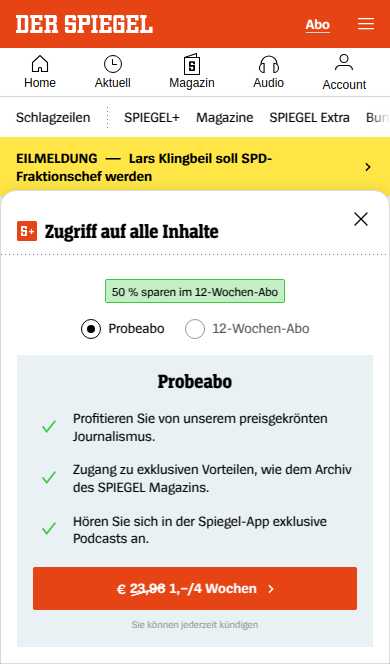 DER SPIEGEL
Abo
Home
Aktuell
Magazin
Audio
Account
Schlagzeilen
SPIEGEL+
Magazine
SPIEGEL Extra
Bun
EILMELDUNG — Lars Klingbeil soll SPD-
Fraktionschef werden
S+ Zugriff auf alle Inhalte
50 % sparen im 12-Wochen-Abo
Probeabo
12-Wochen-Abo
Probeabo
Profitieren Sie von unserem preisgekrönten
Journalismus.
Zugang zu exklusiven Vorteilen, wie dem Archiv
des SPIEGEL Magazins.
Hören Sie sich in der Spiegel-App exklusive
Podcasts an.
€ 23,96 1,–/4 Wochen
Sie können jederzeit kündigen